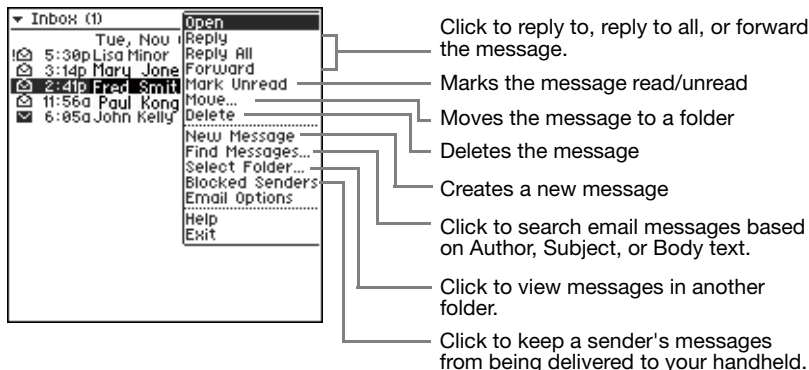 Inbox (1)
Tue, Nov
! 5:30p Lisa Minor
3:14p Mary Jone
2:41p Fred Smit
11:56a Paul Kong
6:05a John Kelly
Open
Reply
Reply All
Forward
Mark Unread
Move...
Delete
New Message
Find Messages...
Select Folder...
Blocked Senders
Email Options
Help
Exit
Click to reply to, reply to all, or forward
the message.
Marks the message read/unread
Moves the message to a folder
Deletes the message
Creates a new message
Click to search email messages based
on Author, Subject, or Body text.
Click to view messages in another
folder.
Click to keep a sender's messages
from being delivered to your handheld.